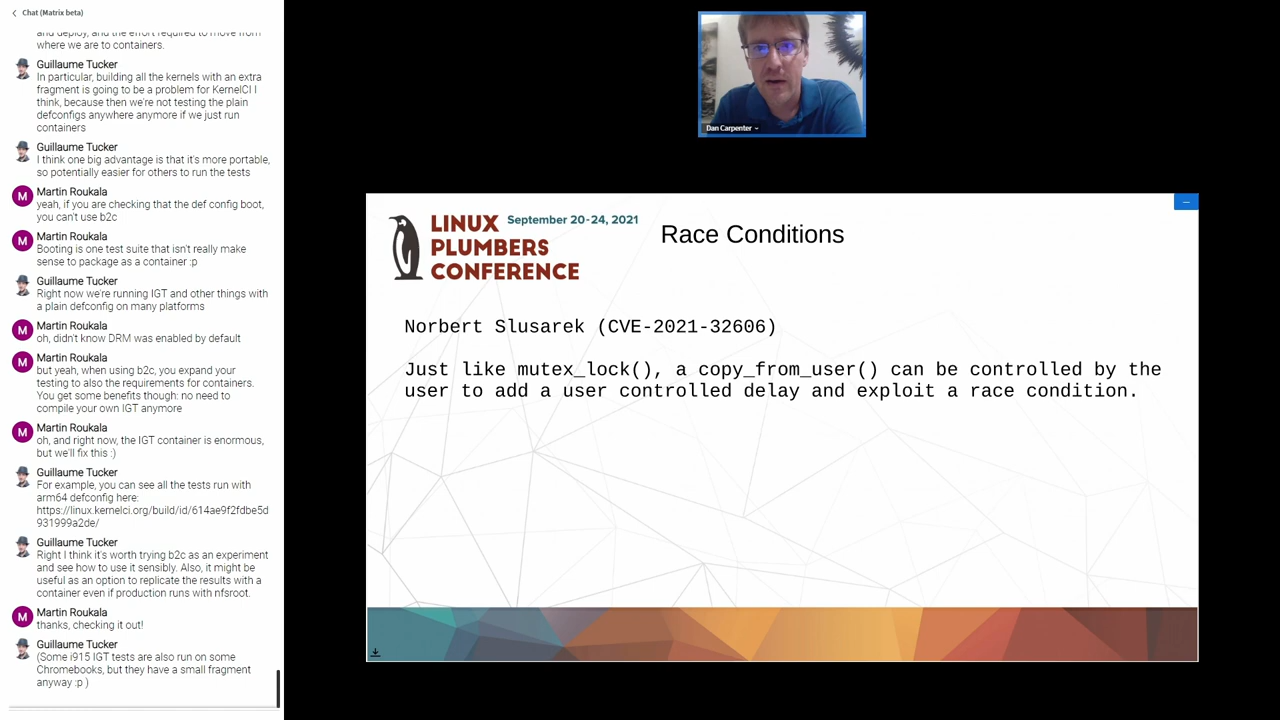 Chat (Matrix beta)
and deploy, and the effort required to move from
where we are to containers.
Guillaume Tucker
In particular, building all the kernels with an extra
fragment is going to be a problem for KernelCI I
think, because then we're not testing the plain
defconfigs anywhere anymore if we just run
containers
Guillaume Tucker
I think one big advantage is that it's more portable,
so potentially easier for others to run the tests
M
Martin Roukala
yeah, if you are checking that the def config boot,
you can't use b2c
M
Martin Roukala
Booting is one test suite that isn't really make
sense to package as a container :p
Guillaume Tucker
Right now we're running IGT and other things with
a plain defconfig on many platforms
M
Martin Roukala
oh, didn't know DRM was enabled by default
M
Martin Roukala
but yeah, when using b2c, you expand your
testing to also the requirements for containers.
You get some benefits though: no need to
compile your own IGT anymore
M
Martin Roukala
oh, and right now, the IGT container is enormous,
but we'll fix this :)
Guillaume Tucker
For example, you can see all the tests run with
arm64 defconfig here:
https://linux.kernelci.org/build/id/614ae9f2fdbe5d
931999a2de/
Guillaume Tucker
Right I think it's worth trying b2c as an experiment
and see how to use it sensibly. Also, it might be
useful as an option to replicate the results with a
container even if production runs with nfsroot.
M
Martin Roukala
thanks, checking it out!
Guillaume Tucker
(Some i915 IGT tests are also run on some
Chromebooks, but they have a small fragment
anyway :p )
Dan Carpenter
LINUX
PLUMBERS
CONFERENCE
September 20-24, 2021
Race Conditions
Norbert Slusarek (CVE-2021-32606)
Just like mutex_lock(), a copy_from_user() can be controlled by the
user to add a user controlled delay and exploit a race condition.